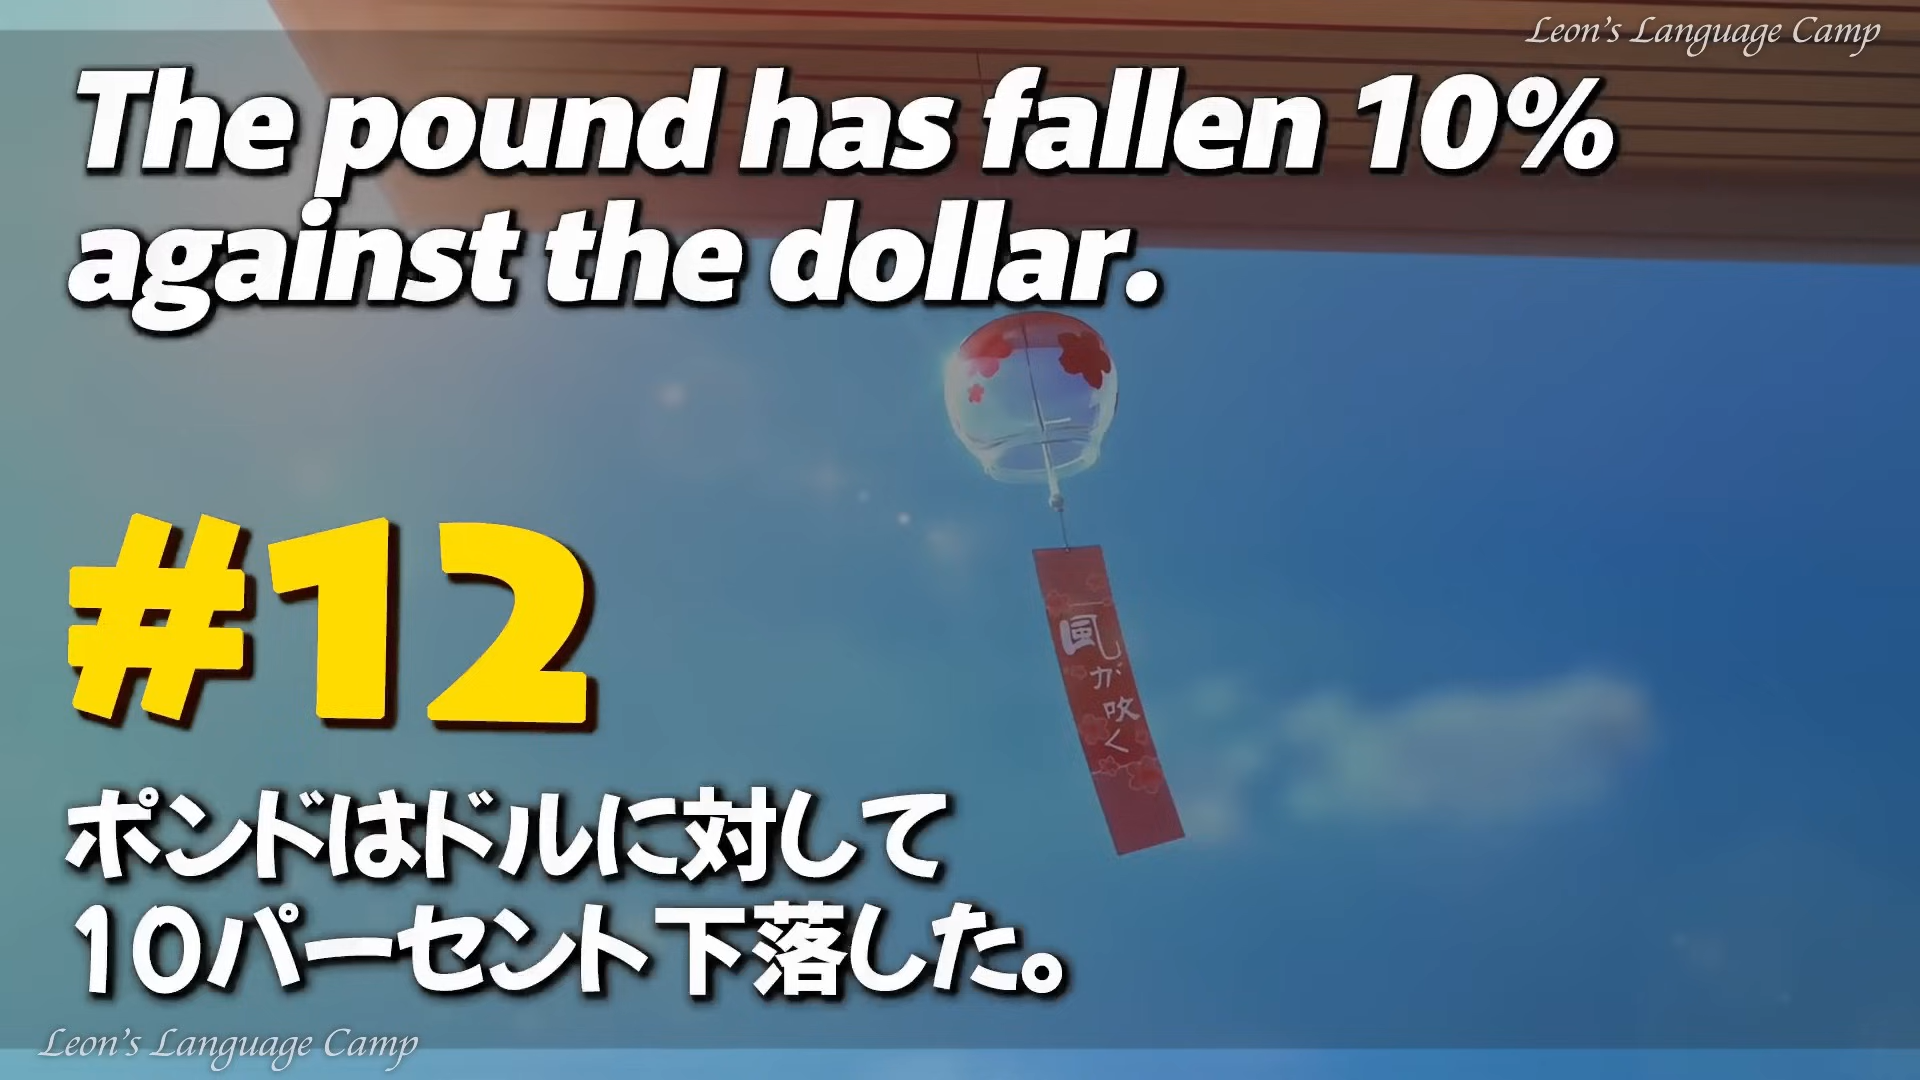 Leon's Language Camp
The pound has fallen 10%
against the dollar.
#12
風が吹く
ポンドはドルに対して
10パーセント下落した。
Leon's Language Camp